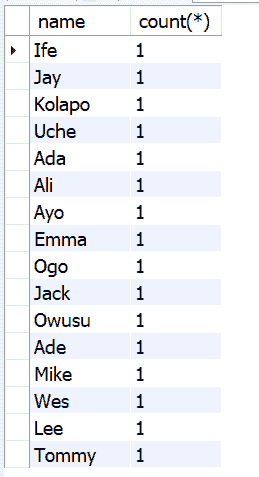 name count(*)
Ife 1
Jay 1
Kolapo 1
Uche 1
Ada 1
Ali 1
Ayo 1
Emma 1
Ogo 1
Jack 1
Owusu 1
Ade 1
Mike 1
Wes 1
Lee 1
Tommy 1